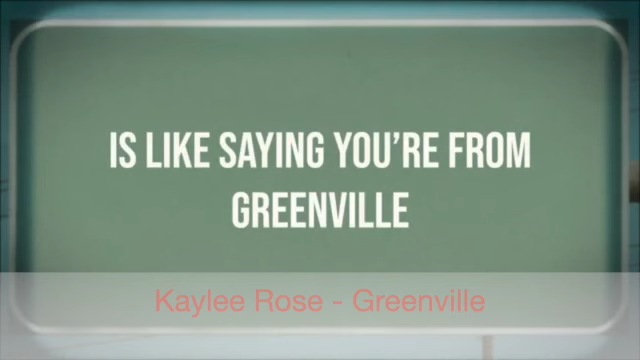 IS LIKE SAYING YOU'RE FROM
GREENVILLE
Kaylee Rose - Greenville